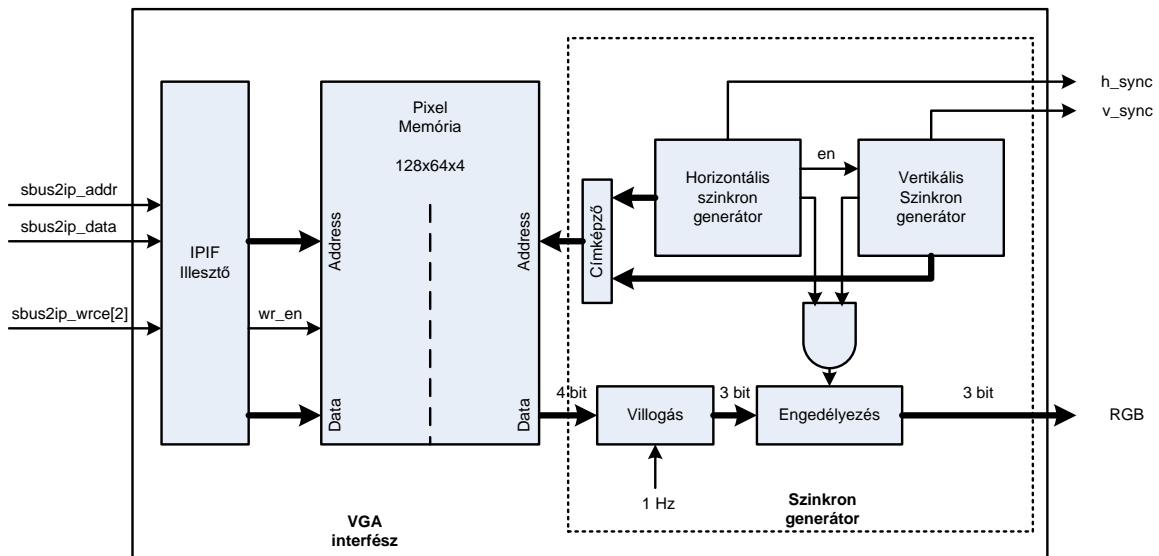 h_sync
v_sync
Pixel
Memória
128x64x4
en
Horizontális
szinkron
generátor
Vertikális
Szinkron
generátor
sbus2ip_addr
sbus2ip_data
IPIF
Illesztő
Address
Address
Címképző
sbus2ip_wrce[2]
wr_en
Data
Data
4 bit
Villogás
3 bit
Engedélyezés
3 bit
RGB
1 Hz
VGA
interfész
Szinkron
generátor